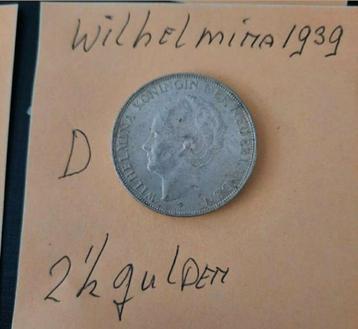 Wilhelmina 1939
WILHELMINA KONINGIN DER NEDERLANDEN
D
2½ gulDEN